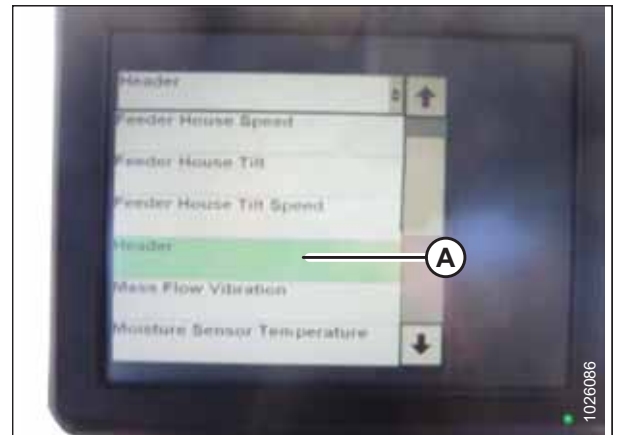 Header
Feeder House Speed
Feeder House Tilt
Feeder House Tilt Speed
Header
A
Mass Flow Vibration
Moisture Sensor Temperature
1026086